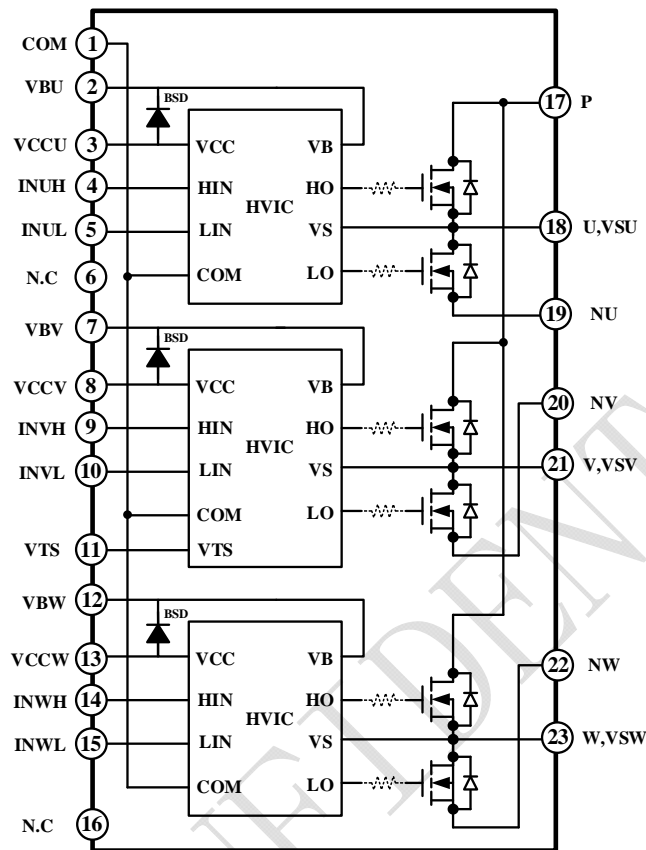 COM 1
VBU 2
BSD
17 P
VCCU 3 VCC VB
INUH 4 HIN HVIC HO
INUL 5 LIN VS 18 U,VSU
N.C 6 COM LO
19 NU
VBV 7
BSD
VCCV 8 VCC VB
20 NV
INVH 9 HIN HVIC HO
INVL 10 LIN VS 21 V,VSV
COM LO
VTS 11 VTS
VBW 12
BSD
VCCW 13 VCC VB 22 NW
INWH 14 HIN HVIC HO
INWL 15 LIN VS 23 W,VSW
COM LO
N.C 16